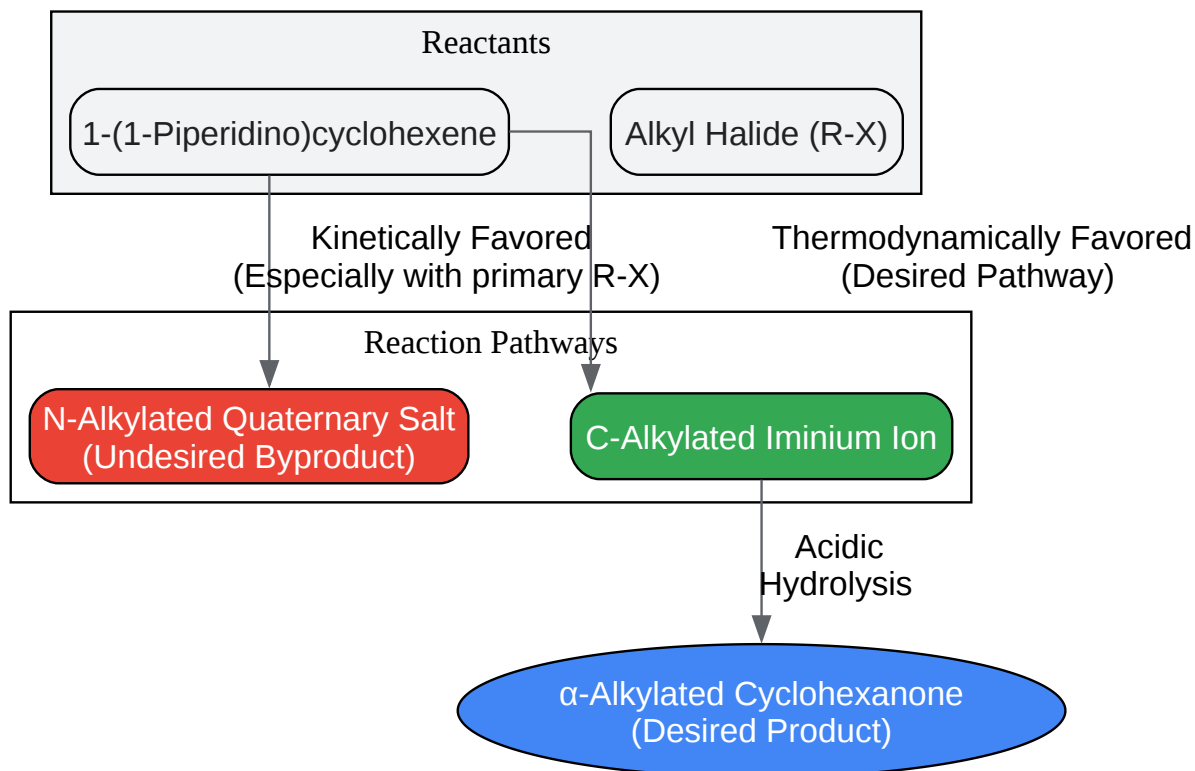 Reactants
1-(1-Piperidino)cyclohexene
Alkyl Halide (R-X)
Kinetically Favored
(Especially with primary R-X)
Thermodynamically Favored
(Desired Pathway)
Reaction Pathways
N-Alkylated Quaternary Salt
(Undesired Byproduct)
C-Alkylated Iminium Ion
Acidic
Hydrolysis
α-Alkylated Cyclohexanone
(Desired Product)